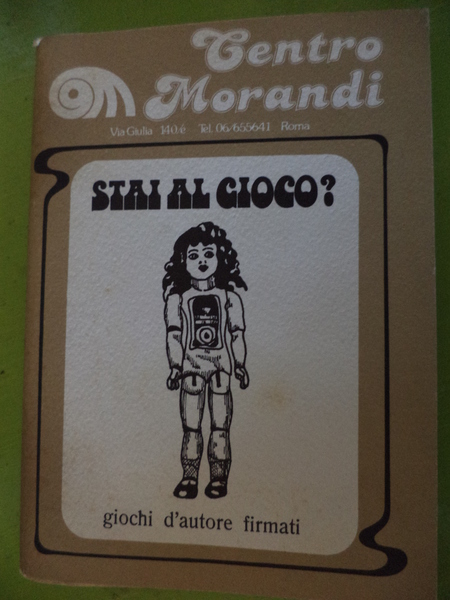 Centro
Morandi
Via Giulia 140/e Tel. 06/655641 Roma
STAI AL GIOCO?
giochi d'autore firmati